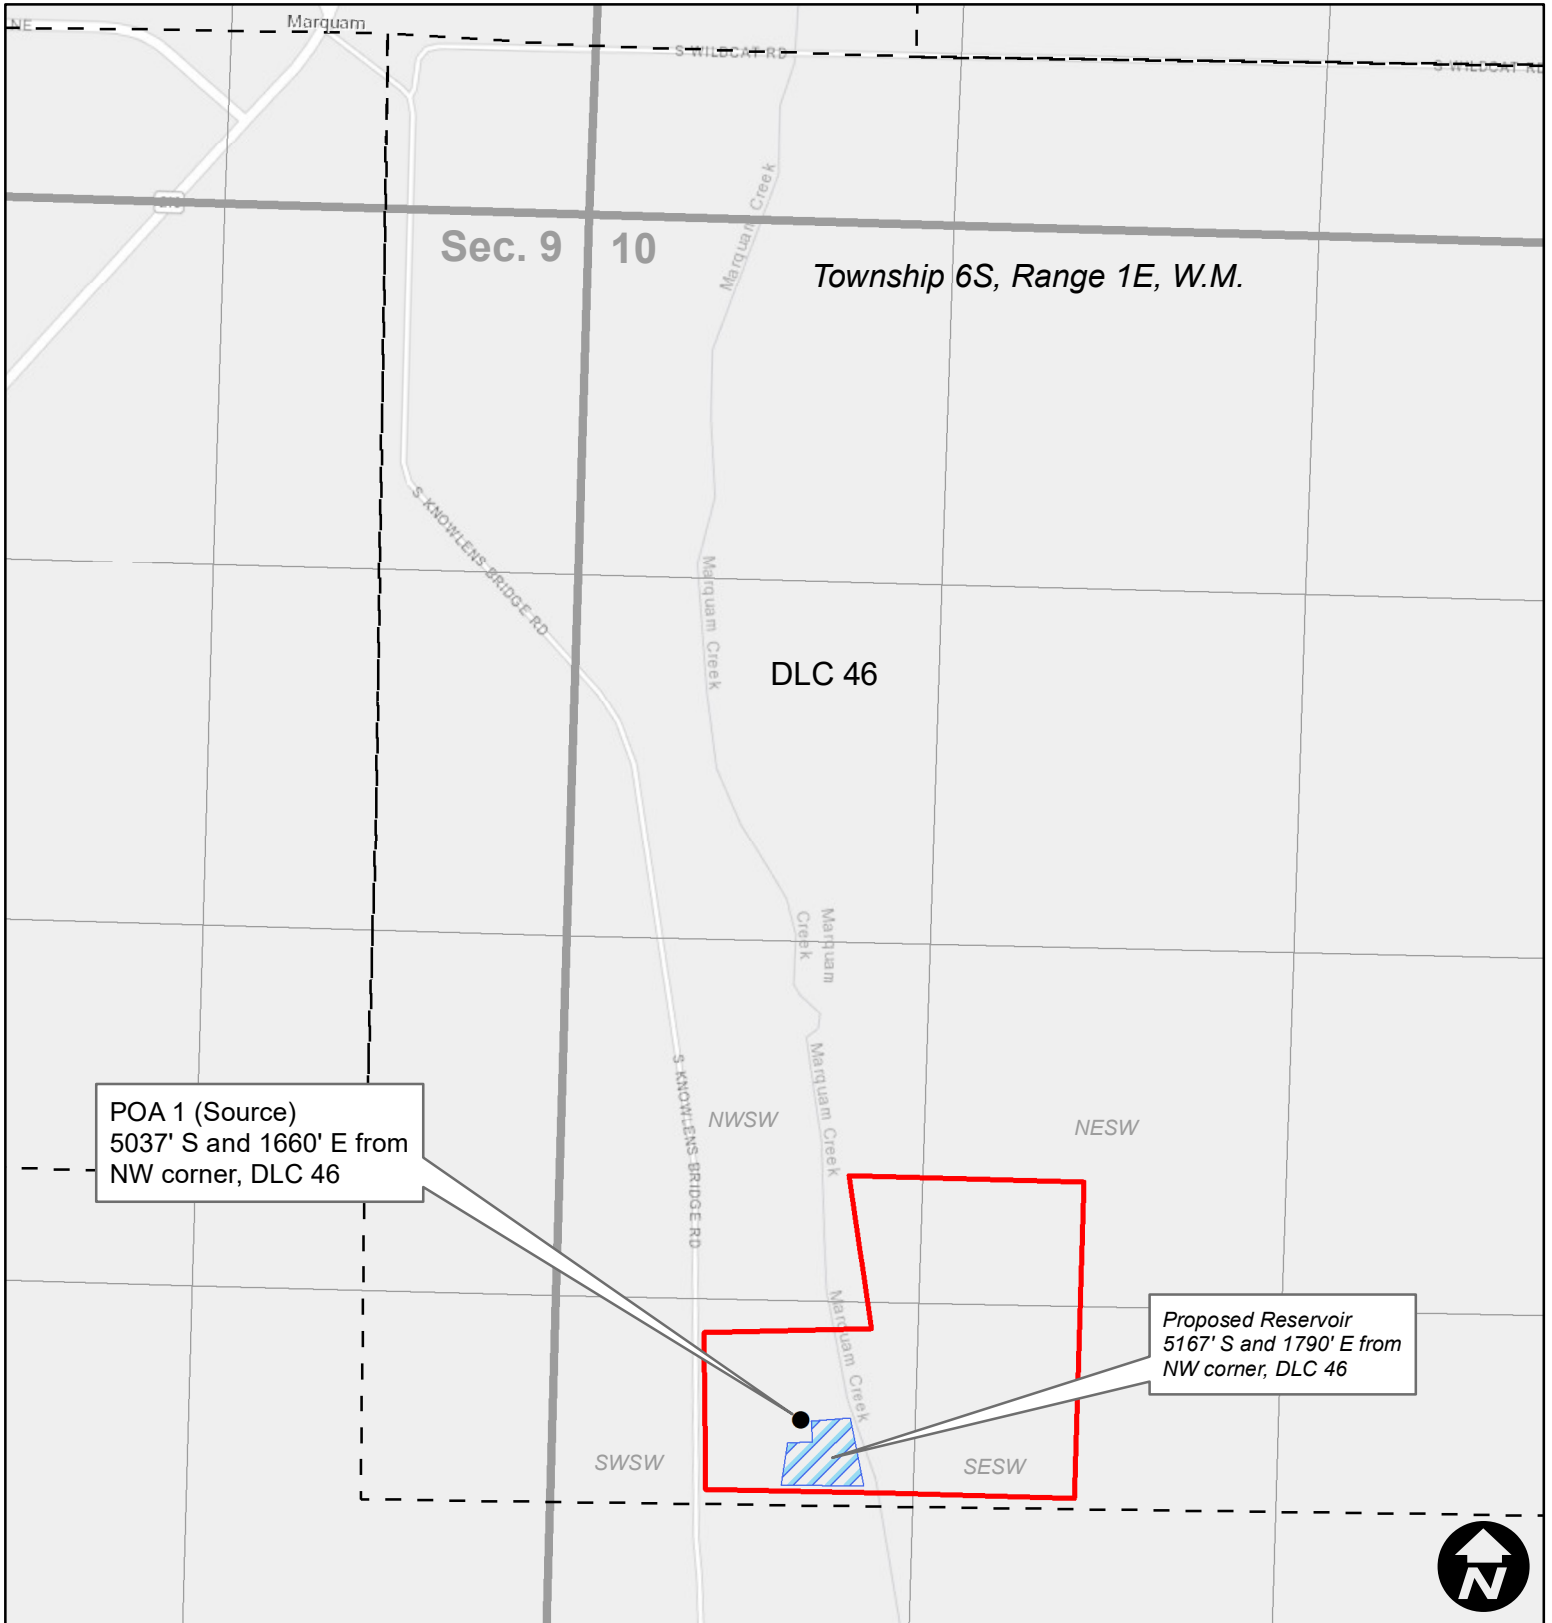 NE
Marquam
S WILDCAT RD
S WILDCAT RD
Sec. 9
10
Township 6S, Range 1E, W.M.
Marquam Creek
S KNOWLENS BRIDGE RD
Marquam Creek
DLC 46
Marquam
Creek
Marquam Creek
S KNOWLENS BRIDGE RD
NWSW
NESW
POA 1 (Source)
5037' S and 1660' E from
NW corner, DLC 46
Marquam Creek
Proposed Reservoir
5167' S and 1790' E from
NW corner, DLC 46
SWSW
SESW
N